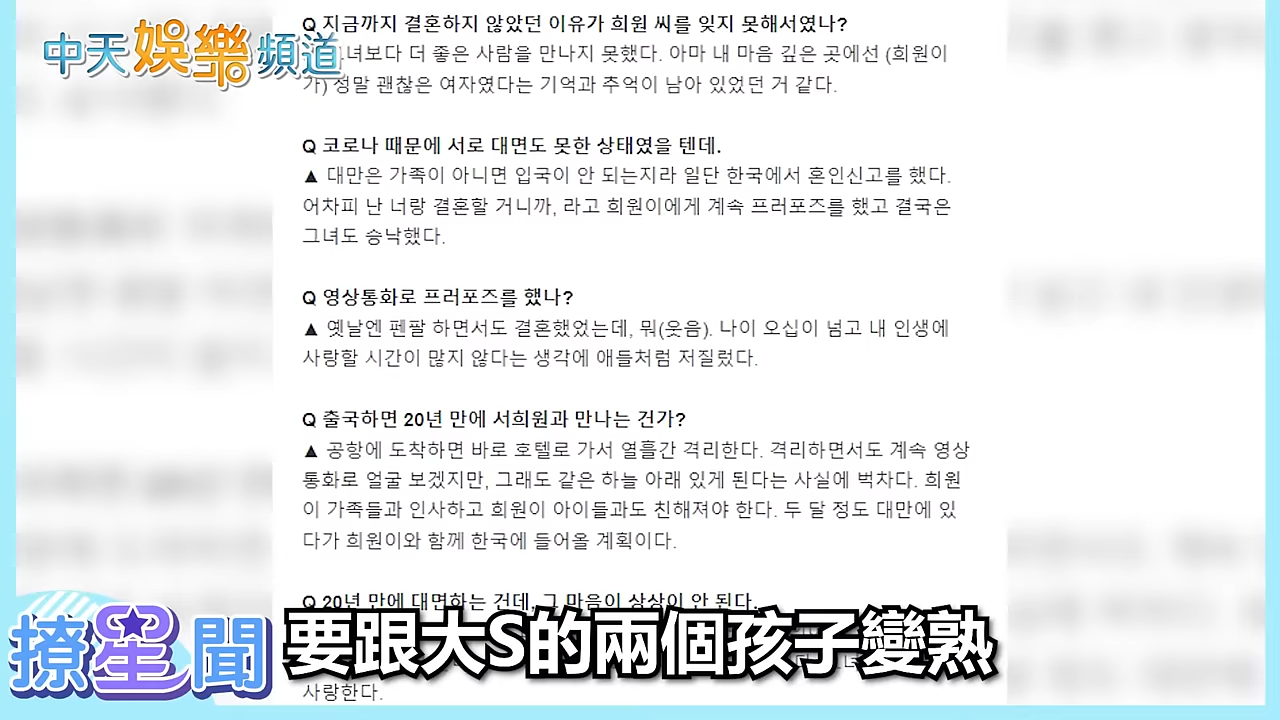 中天娛樂頻道
Q 지금까지 결혼하지 않았던 이유가 희원 씨를 잊지 못해서였나?
녀보다 더 좋은 사람을 만나지 못했다. 아마 내 마음 깊은 곳에선 (희원이
가) 정말 괜찮은 여자였다는 기억과 추억이 남아 있었던 거 같다.
Q 코로나 때문에 서로 대면도 못한 상태였을 텐데.
▲ 대만은 가족이 아니면 입국이 안 되는지라 일단 한국에서 혼인신고를 했다.
어차피 난 너랑 결혼할 거니까, 라고 희원이에게 계속 프러포즈를 했고 결국은
그녀도 승낙했다.
Q 영상통화로 프러포즈를 했나?
▲ 옛날엔 펜팔 하면서도 결혼했었는데, 뭐(웃음). 나이 오십이 넘고 내 인생에
사랑할 시간이 많지 않다는 생각에 애들처럼 저질렀다.
Q 출국하면 20년 만에 서희원과 만나는 건가?
▲ 공항에 도착하면 바로 호텔로 가서 열흘간 격리한다. 격리하면서도 계속 영상
통화로 얼굴 보겠지만, 그래도 같은 하늘 아래 있게 된다는 사실에 벅차다. 희원
이 가족들과 인사하고 희원이 아이들과도 친해져야 한다. 두 달 정도 대만에 있
다가 희원이와 함께 한국에 들어올 계획이다.
Q 20년 만에 대면하는 건데, 그 마음이 상상이 안 된다.
撩星聞
要跟大S的兩個孩子變熟
사랑한다.